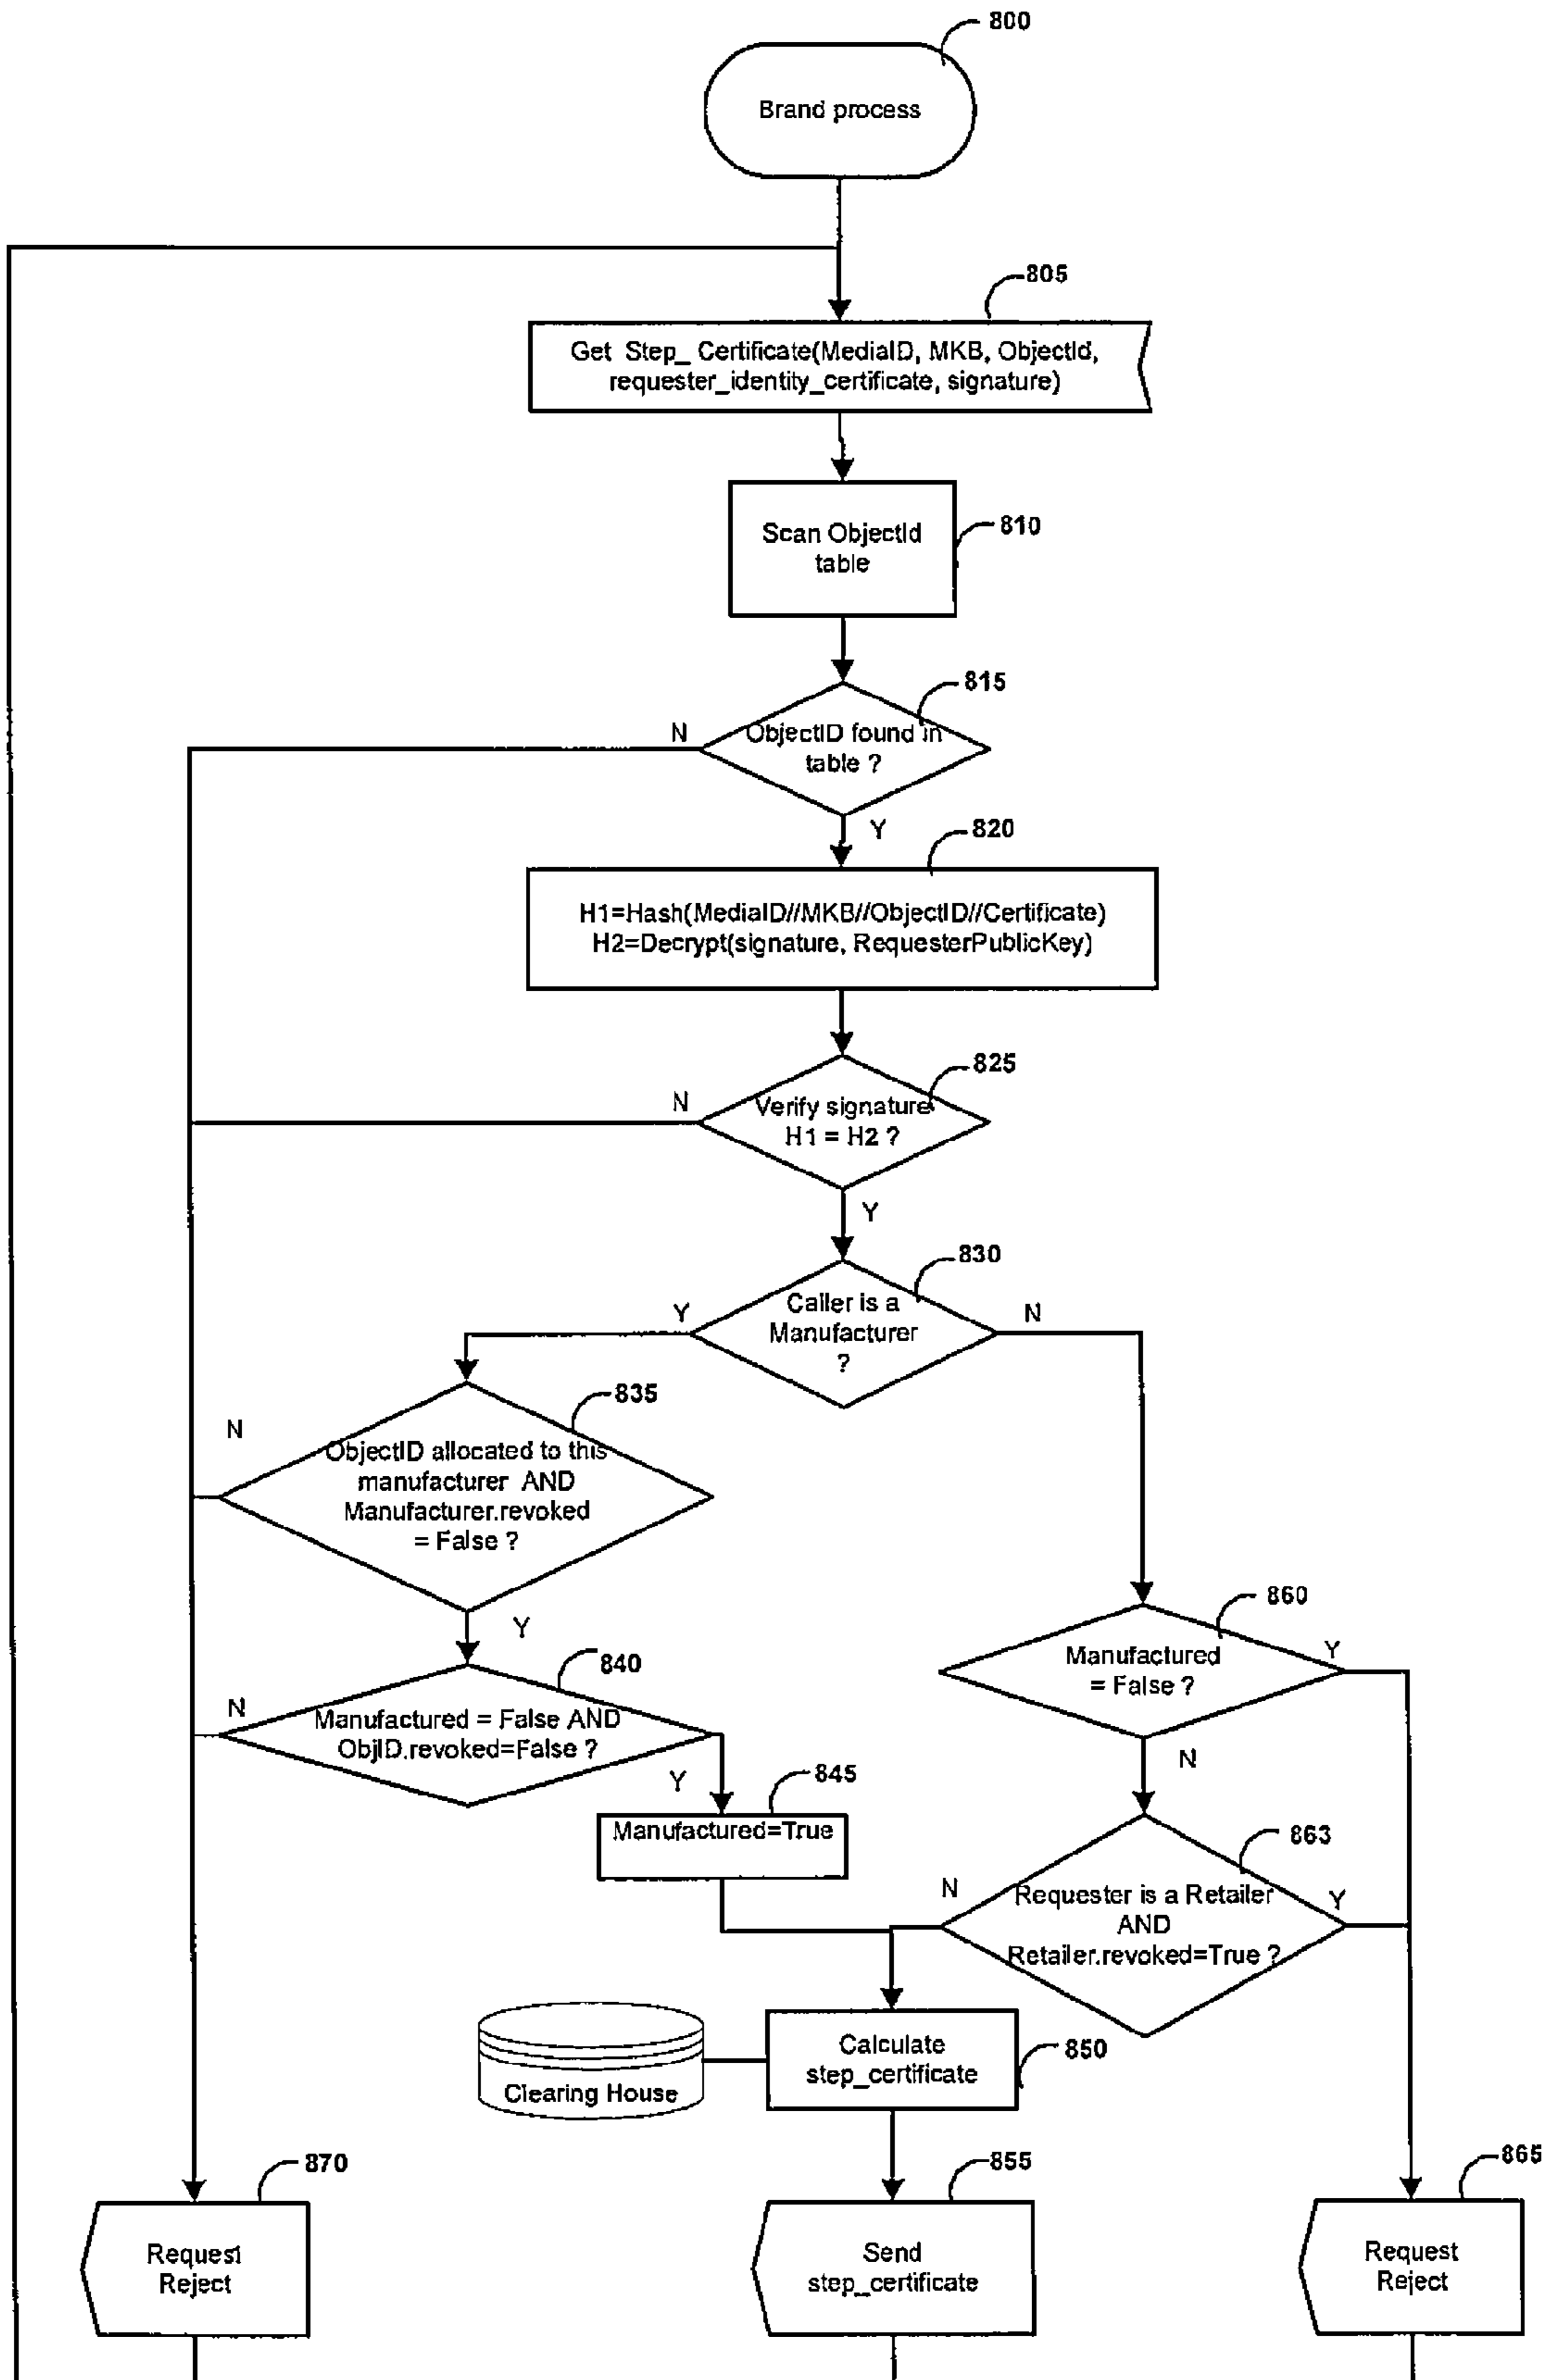 800
Brand process
805
Get Step_ Certificate(MediaID, MKB, ObjectId,
requester_identity_certificate, signature)
Scan ObjectId
table
810
815
N
ObjectID found in
table ?
Y
820
H1=Hash(MediaID//MKB//ObjectID//Certificate)
H2=Decrypt(signature, RequesterPublicKey)
825
N
Verify signature
H1 = H2 ?
Y
830
Y
Caller is a
Manufacturer
?
N
835
N
ObjectID allocated to this
manufacturer AND
Manufacturer.revoked
= False ?
Y
860
Manufactured
= False ?
Y
N
840
N
Manufactured = False AND
ObjID.revoked=False ?
Y
845
Manufactured=True
863
N
Requester is a Retailer
AND
Retailer.revoked=True ?
Y
Clearing House
Calculate
step_certificate
850
870
Request
Reject
855
Send
step_certificate
865
Request
Reject